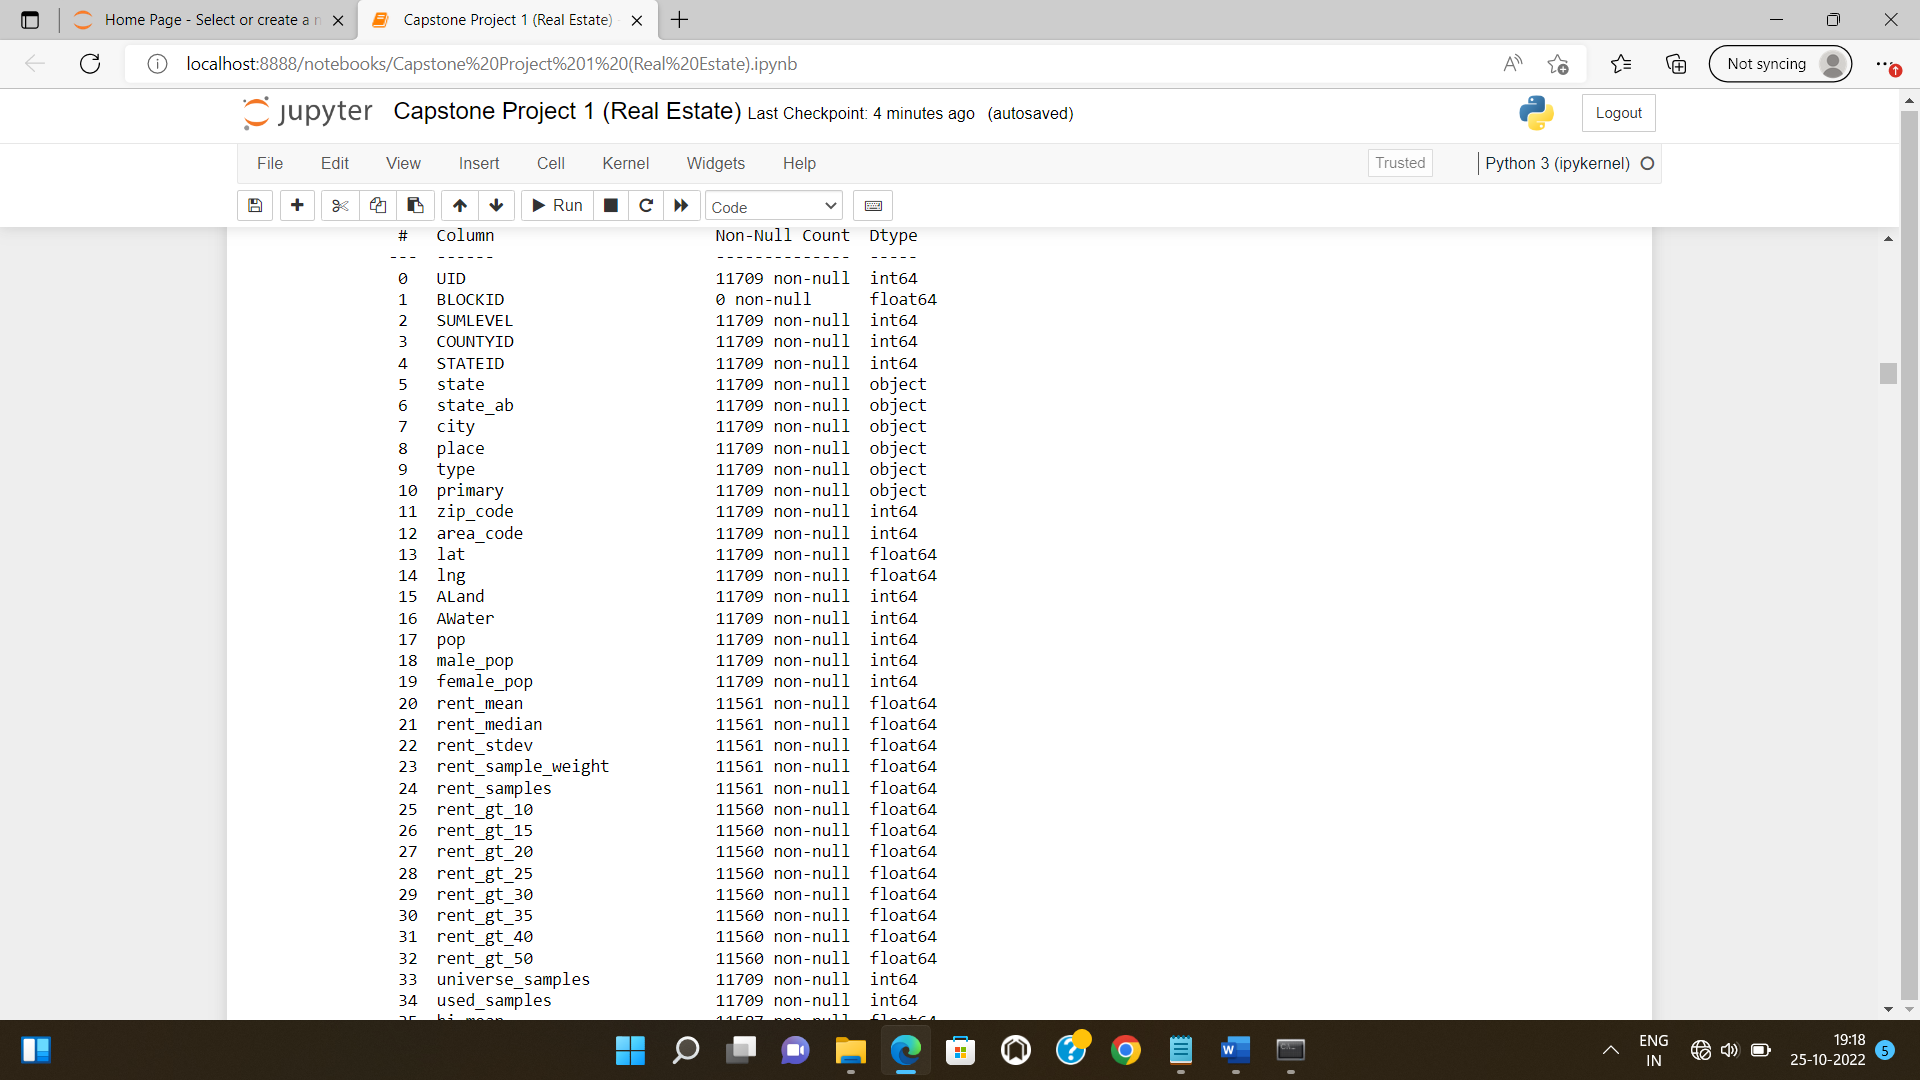 Home Page - Select or create a n
Capstone Project 1 (Real Estate)
localhost:8888/notebooks/Capstone%20Project%201%20(Real%20Estate).ipynb
Not syncing
jupyter Capstone Project 1 (Real Estate) Last Checkpoint: 4 minutes ago (autosaved)
Logout
File Edit View Insert Cell Kernel Widgets Help
Trusted
Python 3 (ipykernel)
Run
Code
# Column Non-Null Count Dtype
--- ------ -------------- -----
0 UID 11709 non-null int64
1 BLOCKID 0 non-null float64
2 SUMLEVEL 11709 non-null int64
3 COUNTYID 11709 non-null int64
4 STATEID 11709 non-null int64
5 state 11709 non-null object
6 state_ab 11709 non-null object
7 city 11709 non-null object
8 place 11709 non-null object
9 type 11709 non-null object
10 primary 11709 non-null object
11 zip_code 11709 non-null int64
12 area_code 11709 non-null int64
13 lat 11709 non-null float64
14 lng 11709 non-null float64
15 ALand 11709 non-null int64
16 AWater 11709 non-null int64
17 pop 11709 non-null int64
18 male_pop 11709 non-null int64
19 female_pop 11709 non-null int64
20 rent_mean 11561 non-null float64
21 rent_median 11561 non-null float64
22 rent_stdev 11561 non-null float64
23 rent_sample_weight 11561 non-null float64
24 rent_samples 11561 non-null float64
25 rent_gt_10 11560 non-null float64
26 rent_gt_15 11560 non-null float64
27 rent_gt_20 11560 non-null float64
28 rent_gt_25 11560 non-null float64
29 rent_gt_30 11560 non-null float64
30 rent_gt_35 11560 non-null float64
31 rent_gt_40 11560 non-null float64
32 rent_gt_50 11560 non-null float64
33 universe_samples 11709 non-null int64
34 used_samples 11709 non-null int64
ENG
IN
19:18
25-10-2022
5